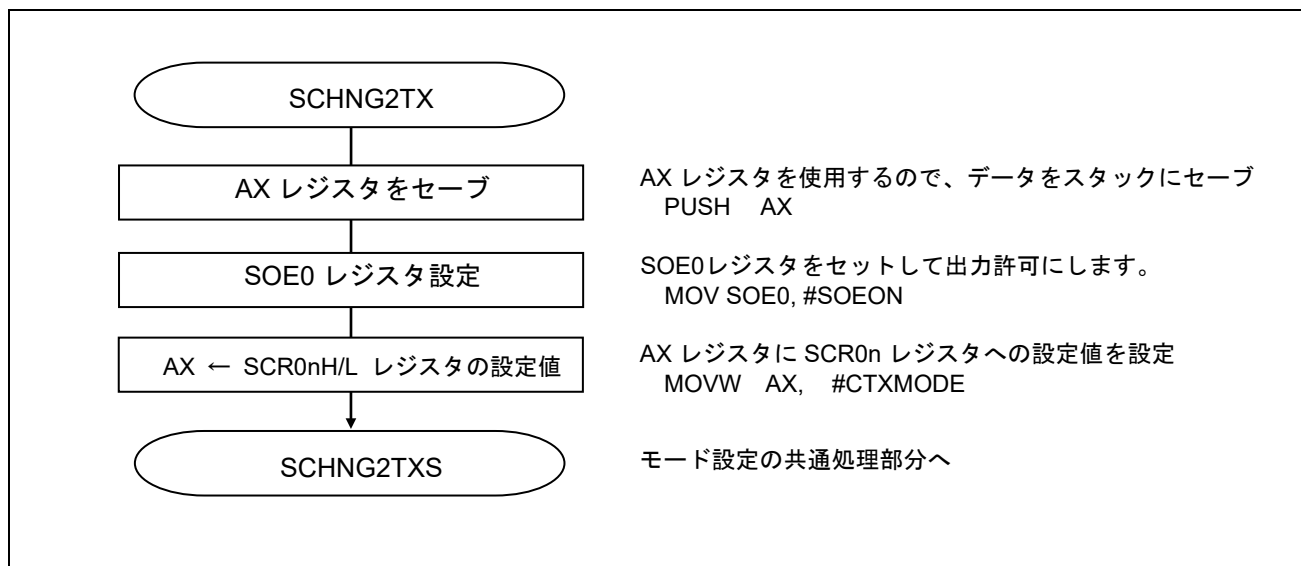 SCHNG2TX
AX レジスタをセーブ
AX レジスタを使用するので、データをスタックにセーブ
PUSH AX
SOE0 レジスタ設定
SOE0レジスタをセットして出力許可にします。
MOV SOE0, #SOEON
AX ← SCR0nH/L レジスタの設定値
AX レジスタに SCR0n レジスタへの設定値を設定
MOVW AX, #CTXMODE
SCHNG2TXS
モード設定の共通処理部分へ